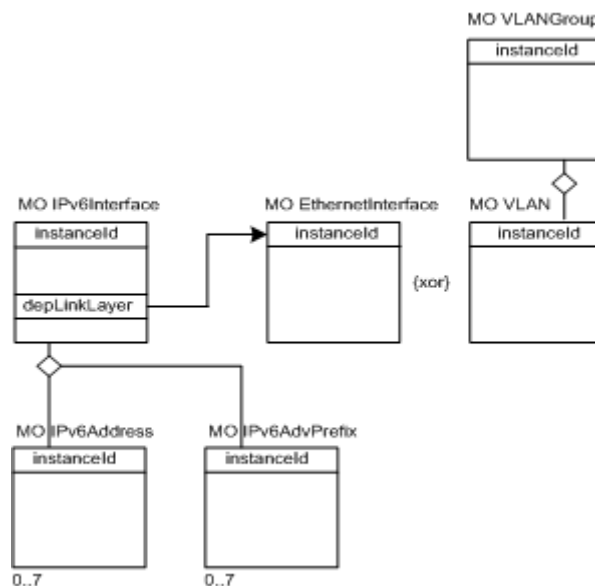 MO VLANGroup
instanceId
MO IPv6Interface
instanceId
depLinkLayer
MO EthernetInterface
instanceId
{xor}
MO VLAN
instanceId
MO IPv6Address
instanceId
0..7
MO IPv6AdvPrefix
instanceId
0..7